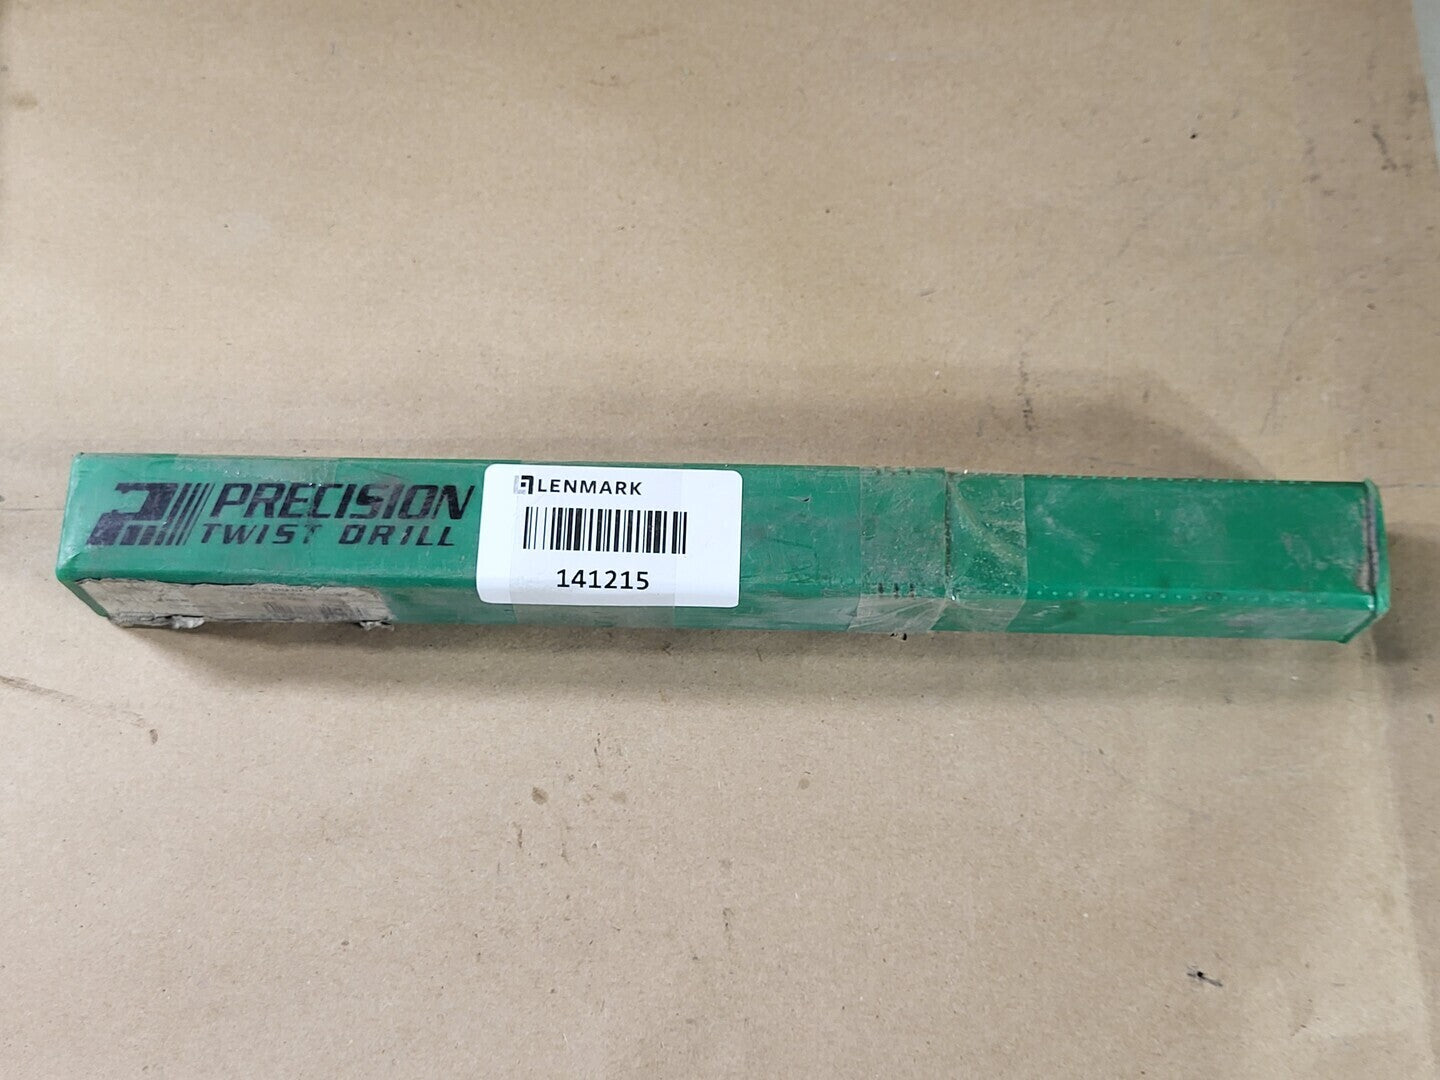 PRECISION
TWIST DRILL
LENMARK
141215